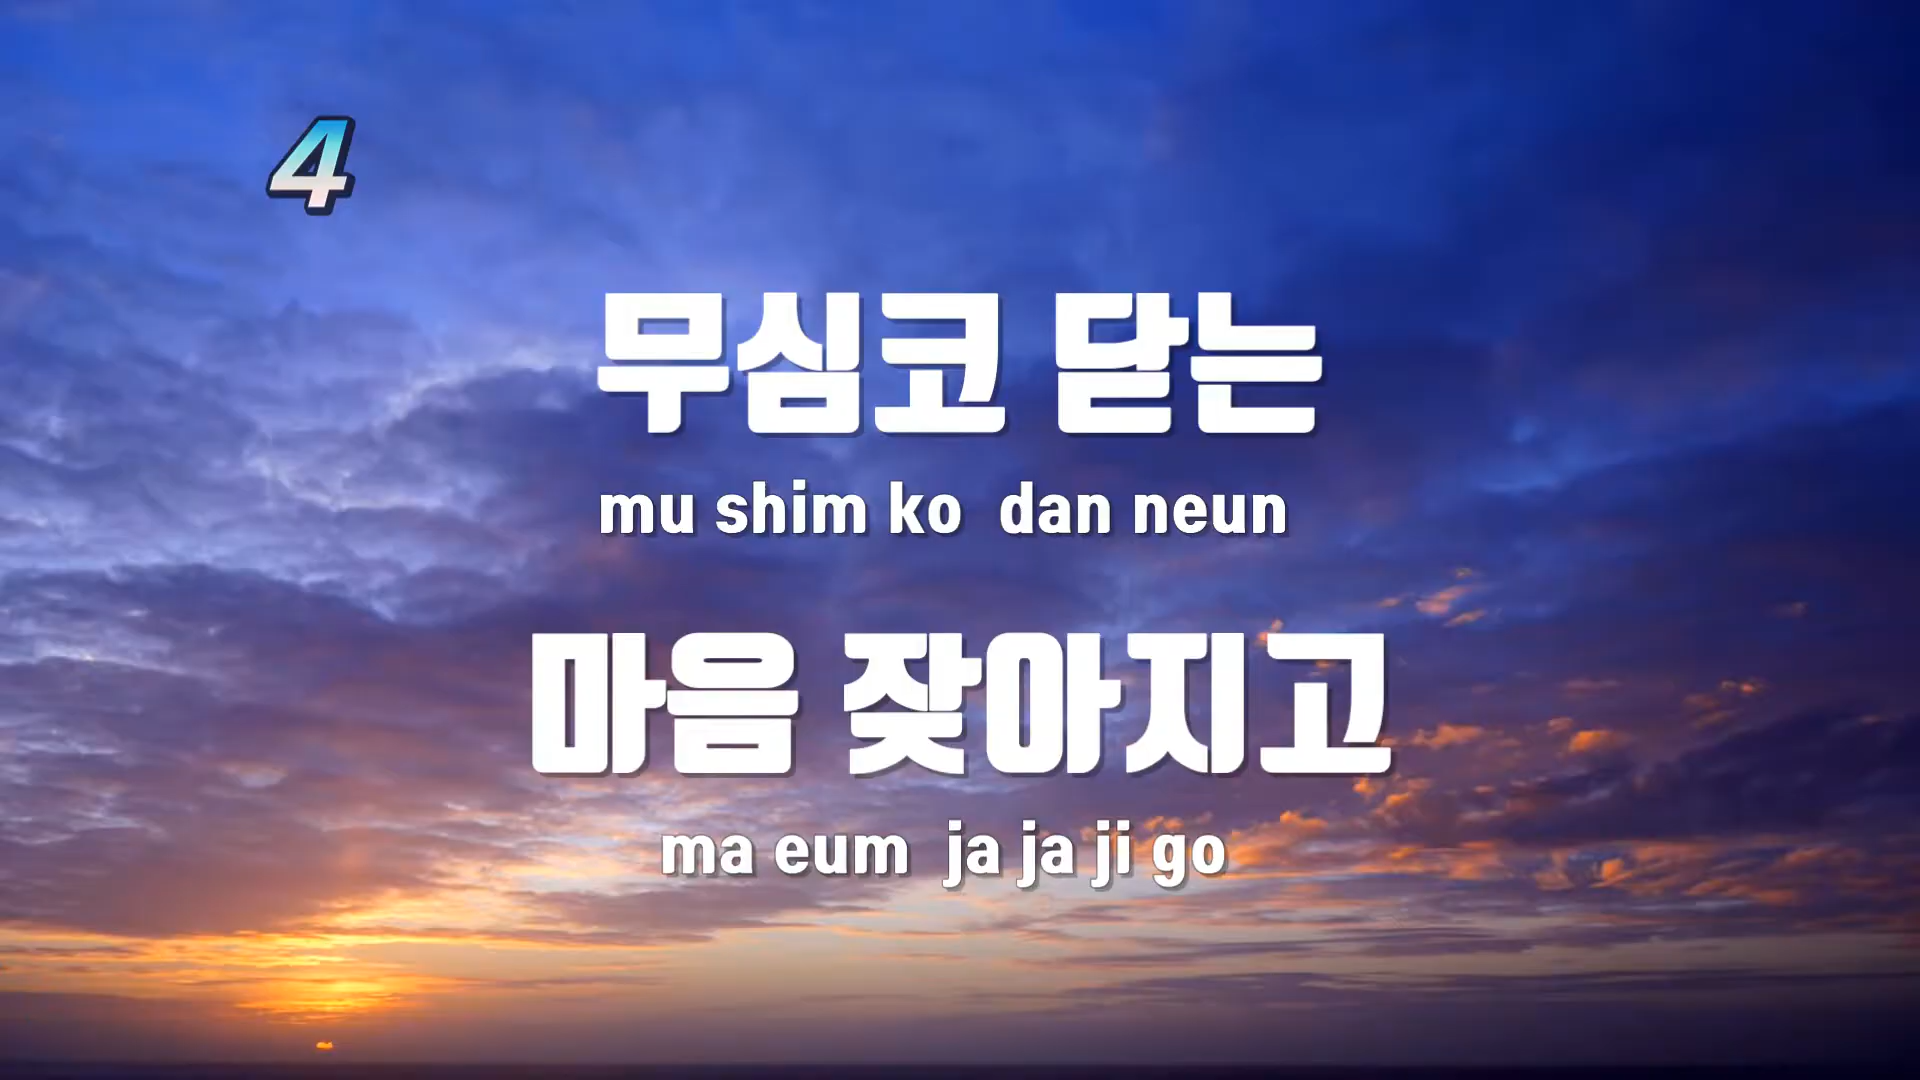 4
무심코 닫는
mu shim ko dan neun
마음 잦아지고
ma eum ja ja ji go